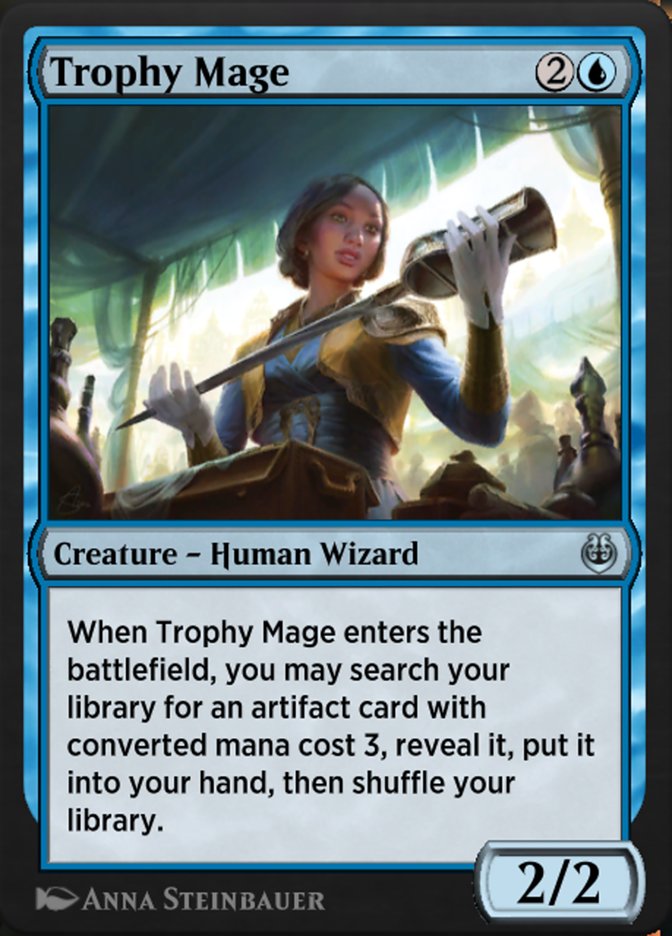 Trophy Mage 2
Creature – Human Wizard
When Trophy Mage enters the
battlefield, you may search your
library for an artifact card with
converted mana cost 3, reveal it, put it
into your hand, then shuffle your
library.
2/2
Anna Steinbauer